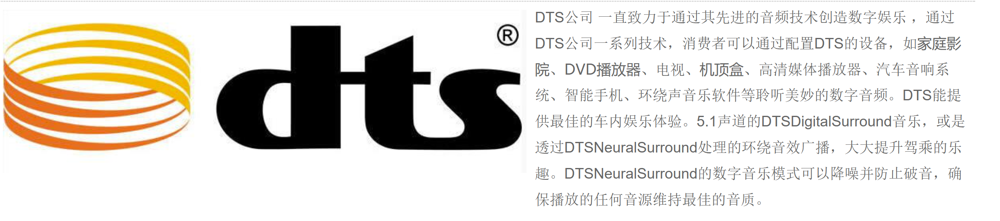 dts®
DTS公司 一直致力于通过其先进的音频技术创造数字娱乐 ，通过
DTS公司一系列技术，消费者可以通过配置DTS的设备，如家庭影
院、DVD播放器、电视、机顶盒、高清媒体播放器、汽车音响系
统、智能手机、环绕声音乐软件等聆听美妙的数字音频。DTS能提
供最佳的车内娱乐体验。5.1声道的DTSDigitalSurround音乐，或是
透过DTSNeuralSurround处理的环绕音效广播，大大提升驾乘的乐
趣。DTSNeuralSurround的数字音乐模式可以降噪并防止破音，确
保播放的任何音源维持最佳的音质。